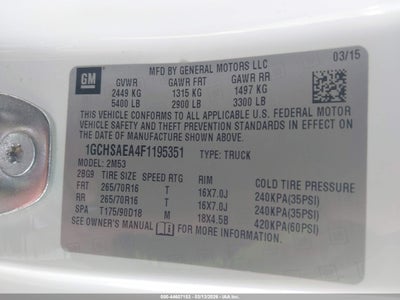 GM
MFD BY GENERAL MOTORS LLC
03/15
GVWR GAWR FRT GAWR RR
2449 KG 1315 KG 1497 KG
5400 LB 2900 LB 3300 LB
THIS VEHICLE CONFORMS TO ALL APPLICABLE U.S. FEDERAL MOTOR
VEHICLE SAFETY AND THEFT PREVENTION STANDARDS IN EFFECT ON
THE DATE OF MANUFACTURE SHOWN ABOVE.
1GCHSAEA4F1195351 TYPE: TRUCK
MODEL: 2M53
2BG9 TIRE SIZE SPEED RTG RIM COLD TIRE PRESSURE
FRT 265/70R16 T 16X7.0J 240KPA(35PSI)
RR 265/70R16 T 16X7.0J 240KPA(35PSI)
SPA T175/90D18 M 18X4.5B 420KPA(60PSI)
SEE OWNER'S MANUAL FOR MORE INFORMATION.